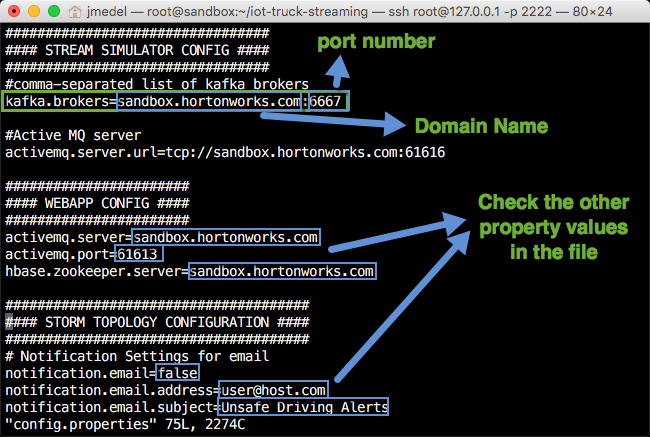 jmedel — root@sandbox:~/iot-truck-streaming — ssh root@127.0.0.1 -p 2222 — 80×24
#################################
#### STREAM SIMULATOR CONFIG ####
#################################
#comma-separated list of kafka brokers
kafka.brokers=sandbox.hortonworks.com:6667
port number
Domain Name
#Active MQ server
activemq.server.url=tcp://sandbox.hortonworks.com:61616
#######################
#### WEBAPP CONFIG ####
#######################
activemq.server=sandbox.hortonworks.com
activemq.port=61613
hbase.zookeeper.server=sandbox.hortonworks.com
Check the other
property values
in the file
######################################
#### STORM TOPOLOGY CONFIGURATION ####
######################################
# Notification Settings for email
notification.email=false
notification.email.address=user@host.com
notification.email.subject=Unsafe Driving Alerts
"config.properties" 75L, 2274C